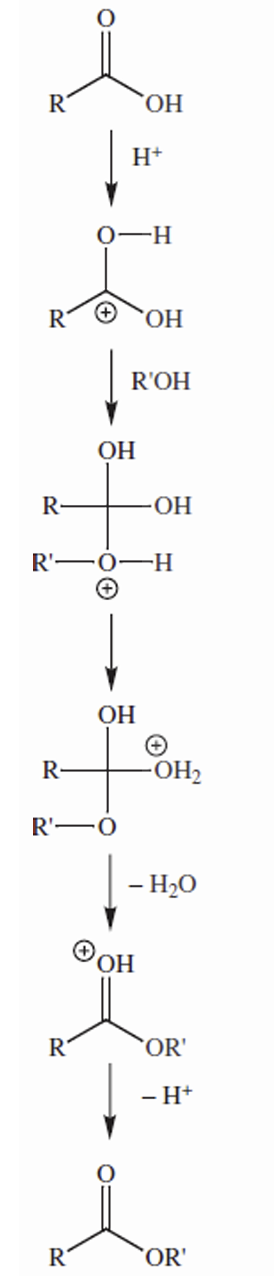 O
R OH
H⁺
O—H
R ⊕ OH
R'OH
OH
R OH
R'—O—H
⊕
OH
⊕
R OH₂
R'—O
– H₂O
⊕OH
R OR'
– H⁺
O
R OR'